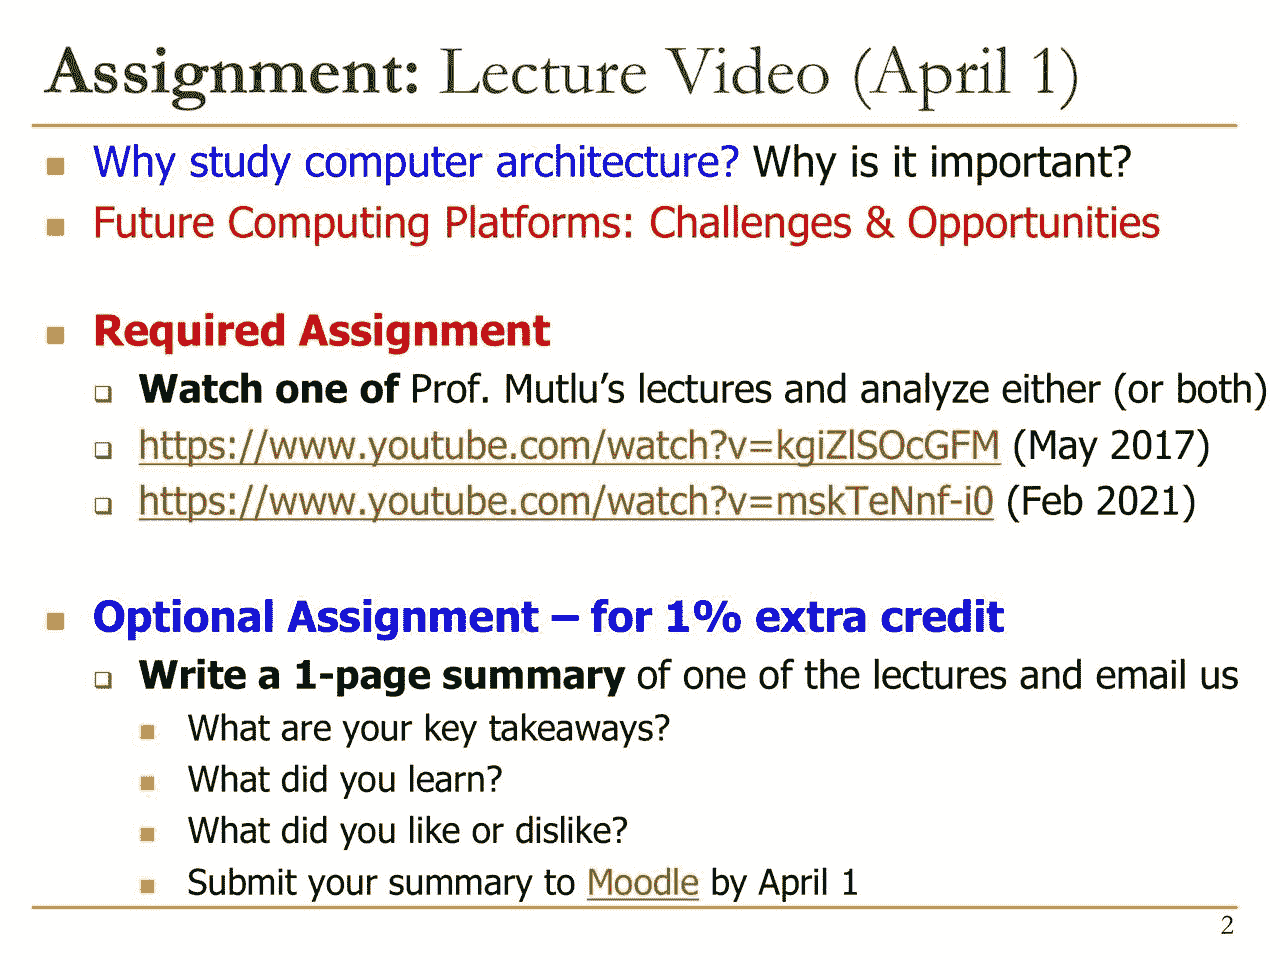 Assignment: Lecture Video (April 1)
Why study computer architecture? Why is it important?
Future Computing Platforms: Challenges & Opportunities
Required Assignment
Watch one of Prof. Mutlu’s lectures and analyze either (or both)
https://www.youtube.com/watch?v=kgiZlSOcGFM (May 2017)
https://www.youtube.com/watch?v=mskTeNnf-i0 (Feb 2021)
Optional Assignment – for 1% extra credit
Write a 1-page summary of one of the lectures and email us
What are your key takeaways?
What did you learn?
What did you like or dislike?
Submit your summary to Moodle by April 1
2